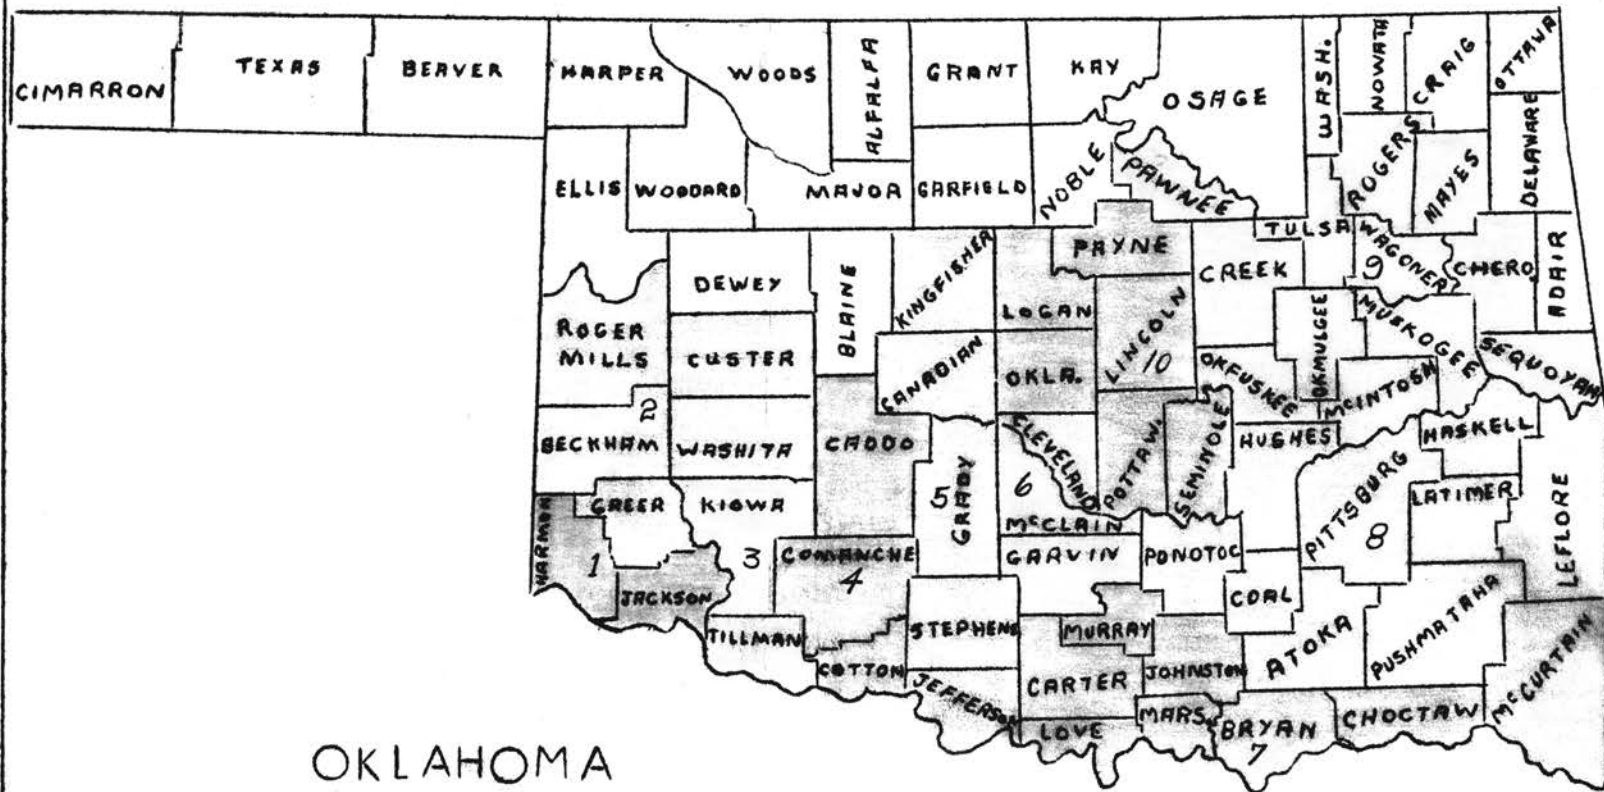 CIMARRON
TEXAS
BEAVER
HARPER
WOODS
ALFALFA
GRANT
KAY
OSAGE
WASH.
NOWATA
CRAIG
OTTAWA
ELLIS
WOODARD
MAJOR
GARFIELD
NOBLE
PAWNEE
ROGERS
MAYES
DELAWARE
DEWEY
BLAINE
KINGFISHER
LOGAN
PAYNE
CREEK
TULSA
WAGONER
9
CHERO.
ADAIR
ROGER
MILLS
CUSTER
CANADIAN
OKLA.
LINCOLN
10
OKMULGEE
OKFUSKEE
MUSKOGEE
McINTOSH
SEQUOYAH
2
BECKHAM
WASHITA
CADDO
5
GRADY
6
CLEVELAND
McCLAIN
POTTAW.
SEMINOLE
HUGHES
PITTSBURG
8
HASKELL
LATIMER
LEFLORE
HARMON
1
GREER
JACKSON
KIOWA
3
COMANCHE
4
GARVIN
PONOTOC
COAL
TILLMAN
COTTON
STEPHENS
JEFFERSON
MURRAY
CARTER
JOHNSTON
LOVE
MARS.
ATOKA
PUSHMATAHA
BRYAN
7
CHOCTAW
McCURTAIN
OKLAHOMA